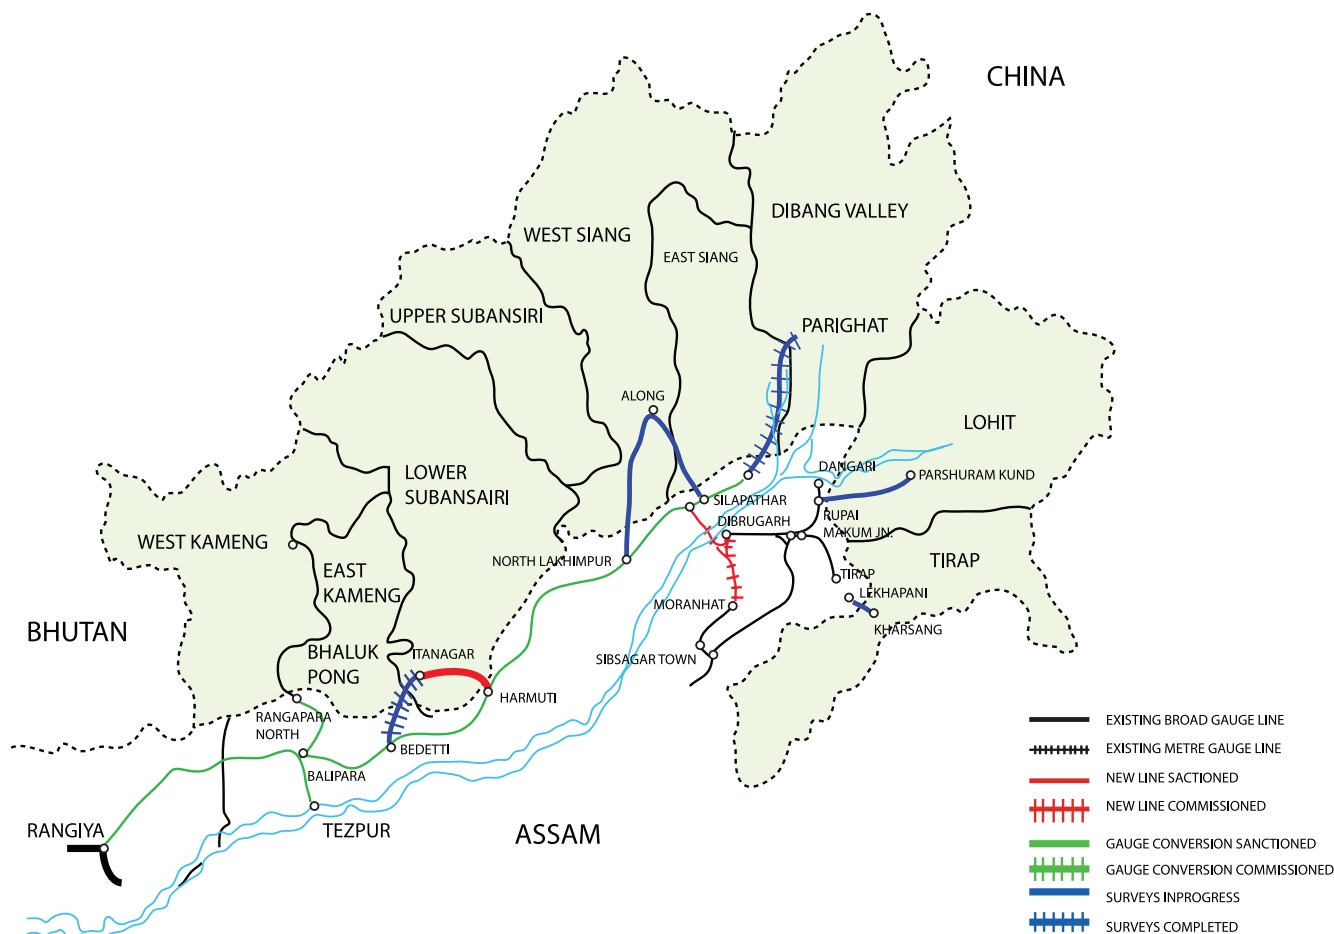 CHINA
DIBANG VALLEY
WEST SIANG
EAST SIANG
UPPER SUBANSIRI
PARIGHAT
ALONG
LOHIT
LOWER
SUBANSAIRI
DANGARI
PARSHURAM KUND
SILAPATHAR
RUPAI
DIBRUGARH
MAKUM JN.
WEST KAMENG
NORTH LAKHIMPUR
TIRAP
EAST
KAMENG
TIRAP
LEKHAPANI
MORANHAT
KHARSANG
BHUTAN
BHALUK
PONG
ITANAGAR
SIBSAGAR TOWN
HARMUTI
RANGAPARA
NORTH
BEDETTI
BALIPARA
RANGIYA
TEZPUR
ASSAM
EXISTING BROAD GAUGE LINE
EXISTING METRE GAUGE LINE
NEW LINE SACTIONED
NEW LINE COMMISSIONED
GAUGE CONVERSION SANCTIONED
GAUGE CONVERSION COMMISSIONED
SURVEYS INPROGRESS
SURVEYS COMPLETED